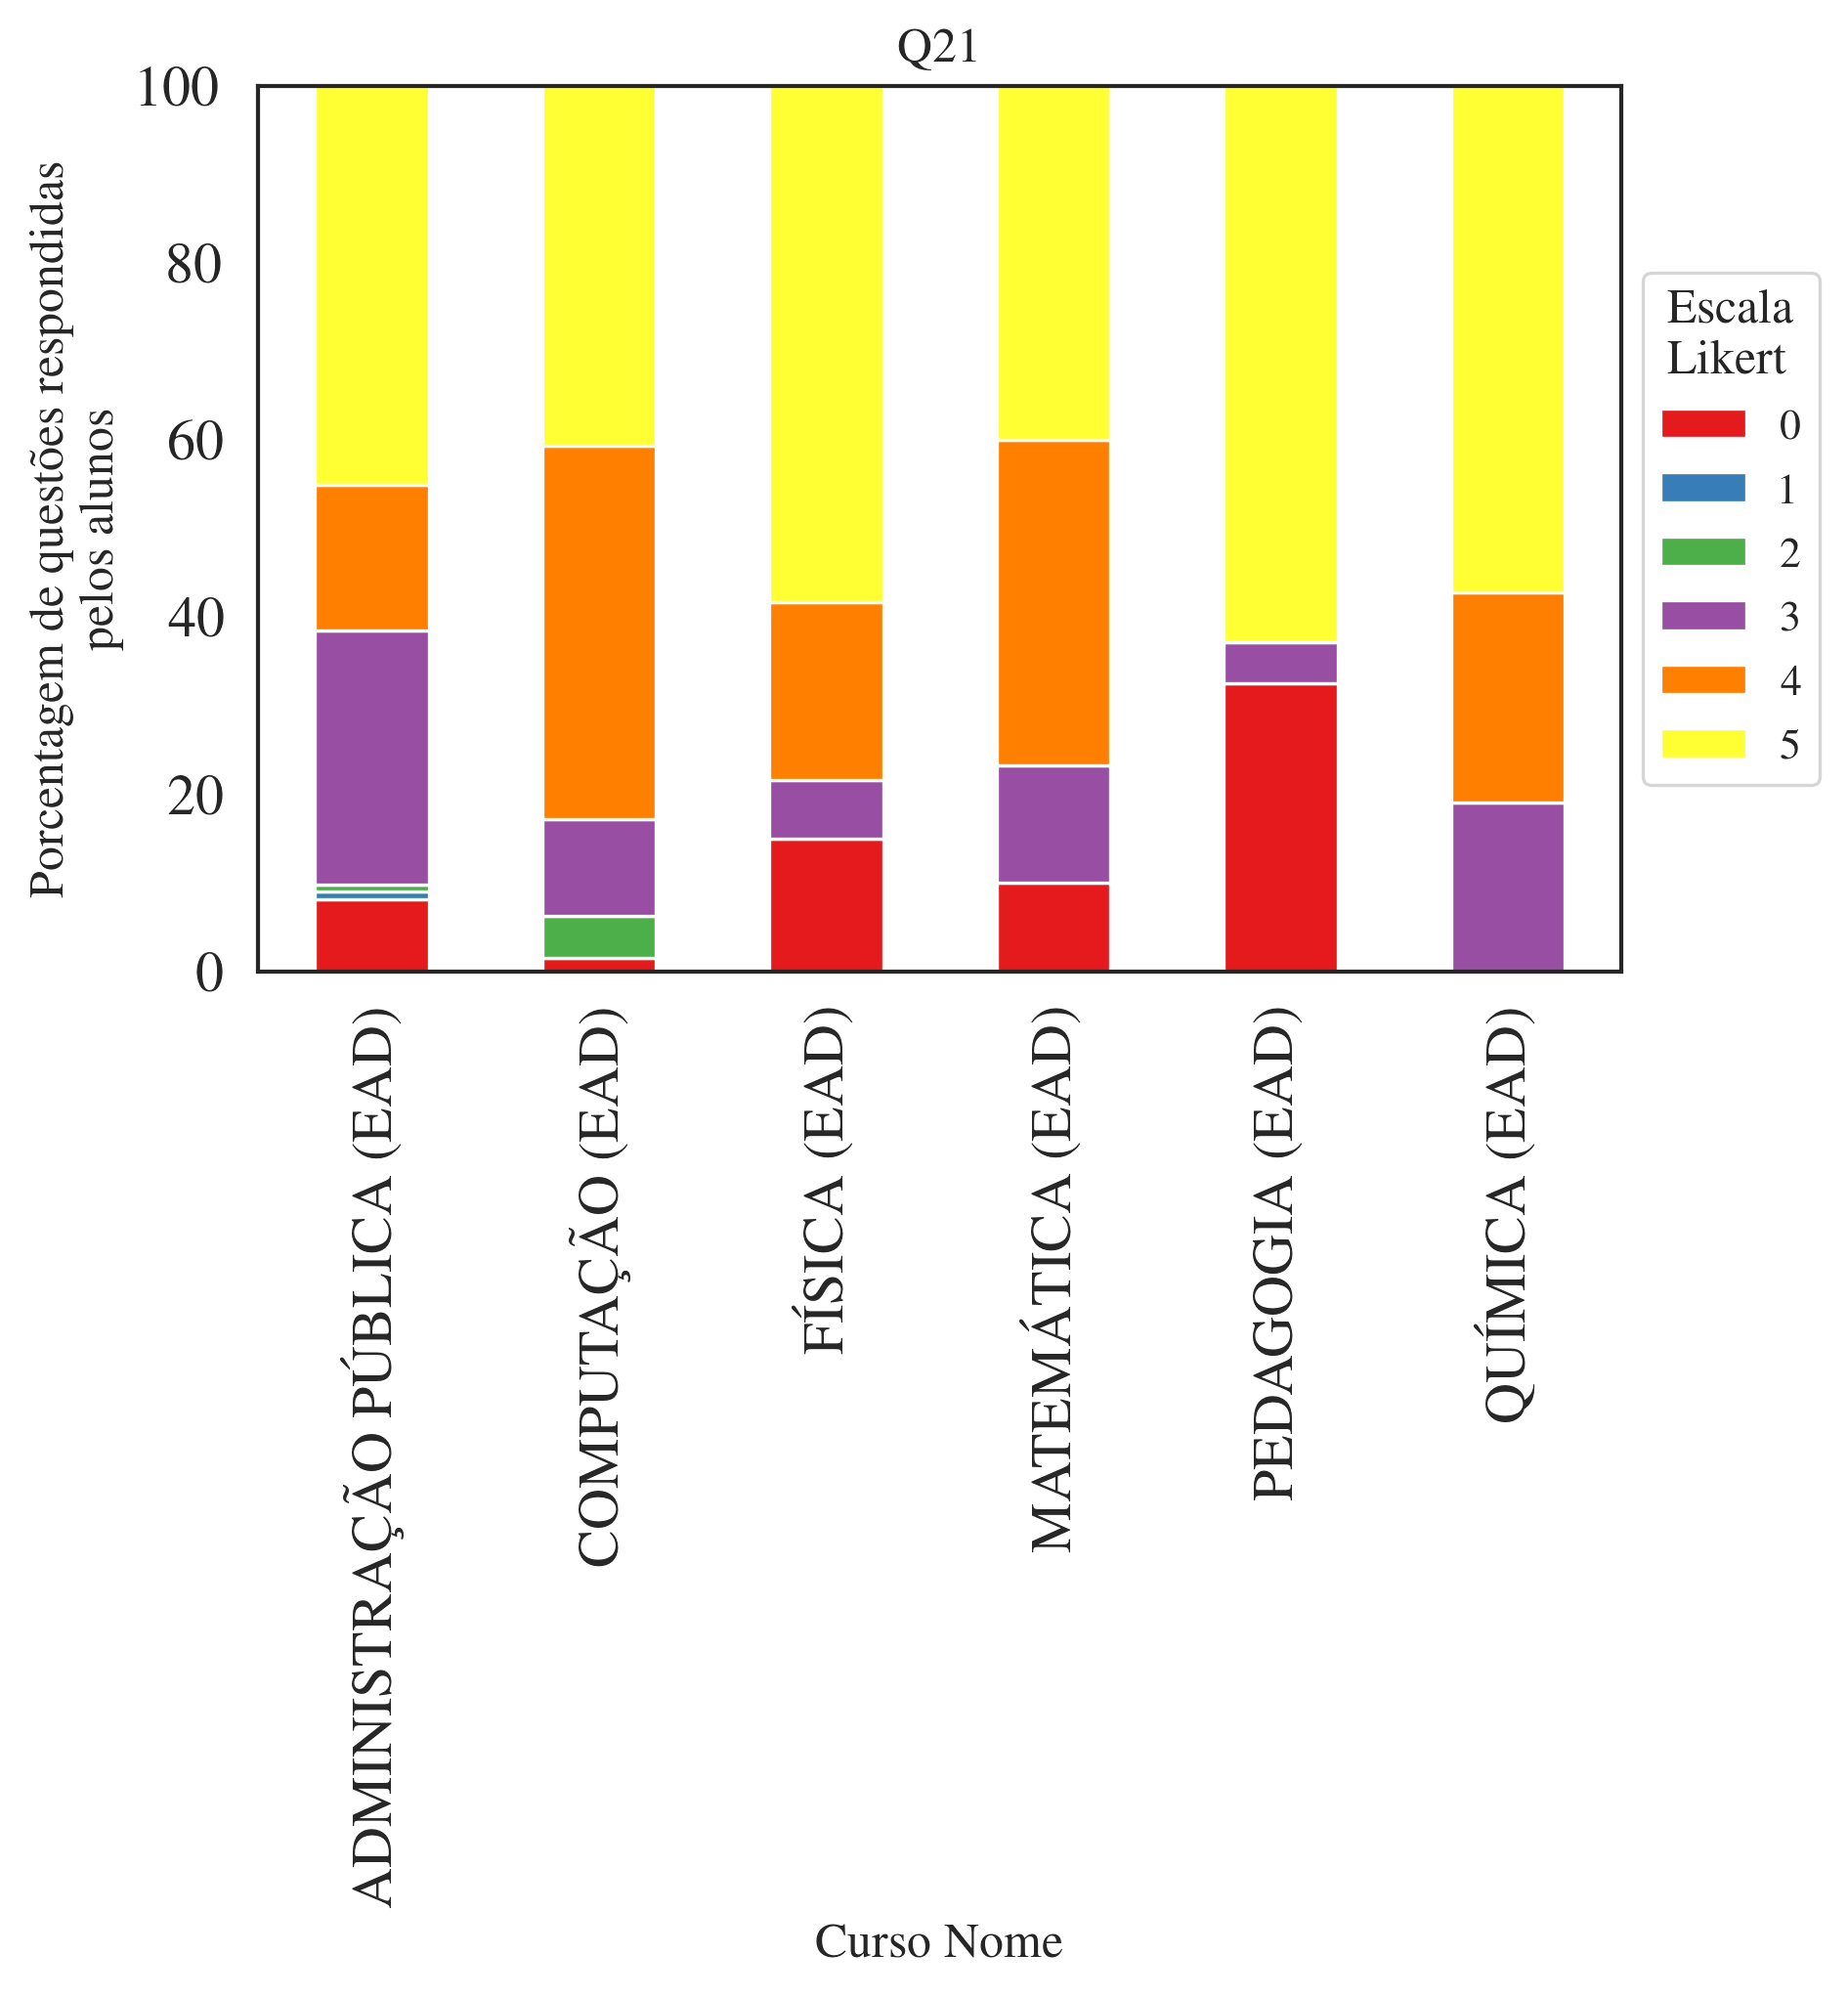 Q21
Porcentagem de questões respondidas
pelos alunos
100
80
60
40
20
0
ADMINISTRAÇÃO PÚBLICA (EAD)
COMPUTAÇÃO (EAD)
FÍSICA (EAD)
MATEMÁTICA (EAD)
PEDAGOGIA (EAD)
QUÍMICA (EAD)
Curso Nome
Escala
Likert
0
1
2
3
4
5